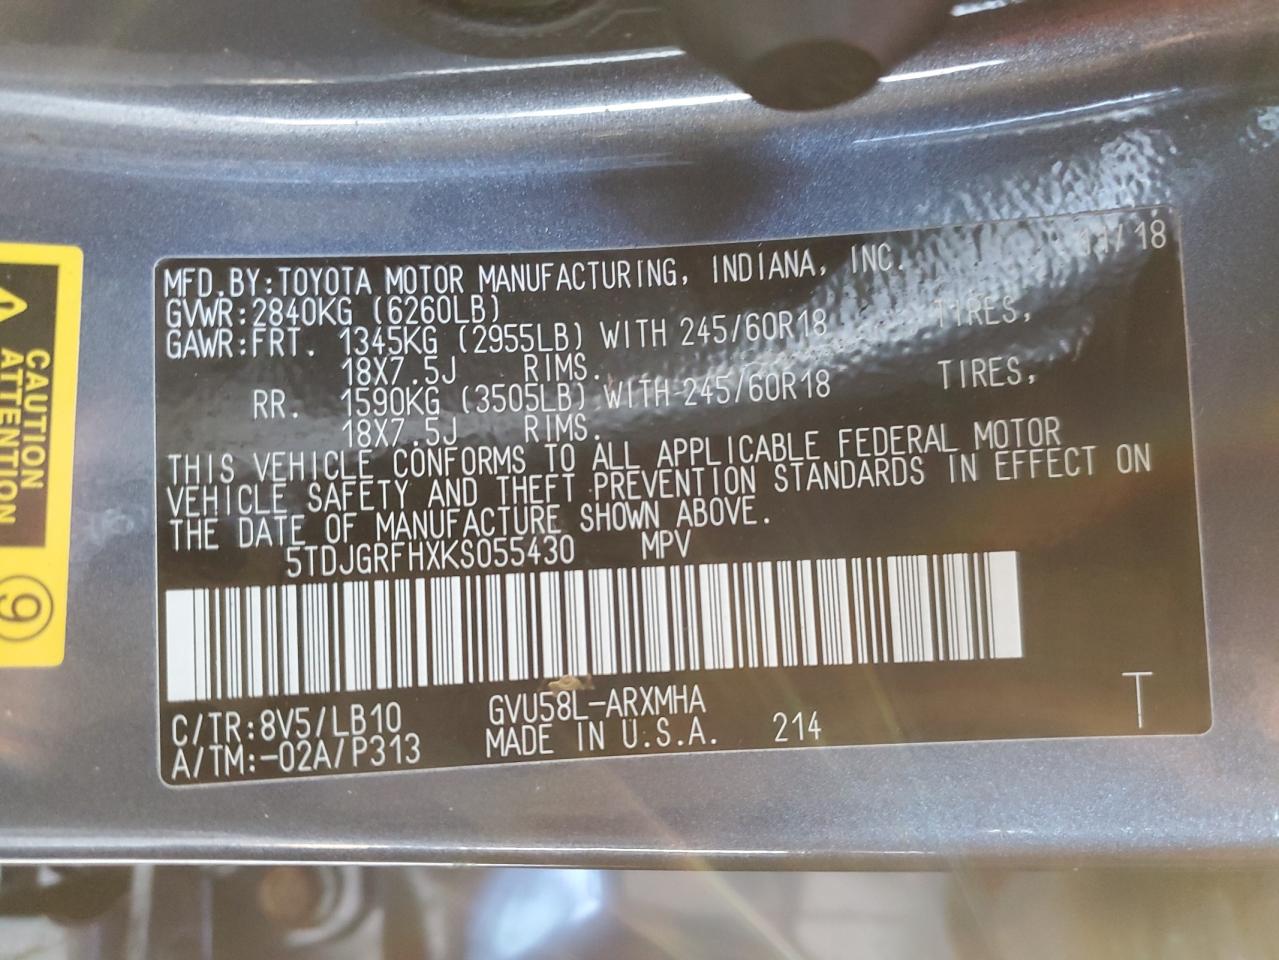 MFD.BY:TOYOTA MOTOR MANUFACTURING, INDIANA, INC. 11/18
GVWR:2840KG (6260LB)
GAWR:FRT. 1345KG (2955LB) WITH 245/60R18 TIRES,
18X7.5J RIMS.
RR. 1590KG (3505LB) WITH 245/60R18 TIRES,
18X7.5J RIMS.
THIS VEHICLE CONFORMS TO ALL APPLICABLE FEDERAL MOTOR
VEHICLE SAFETY AND THEFT PREVENTION STANDARDS IN EFFECT ON
THE DATE OF MANUFACTURE SHOWN ABOVE.
5TDJGRFHXKS055430 MPV
C/TR:8V5/LB10 GVU58L-ARXMHA
A/TM:-02A/P313 MADE IN U.S.A. 214 T
CAUTION
ATTENTION
9